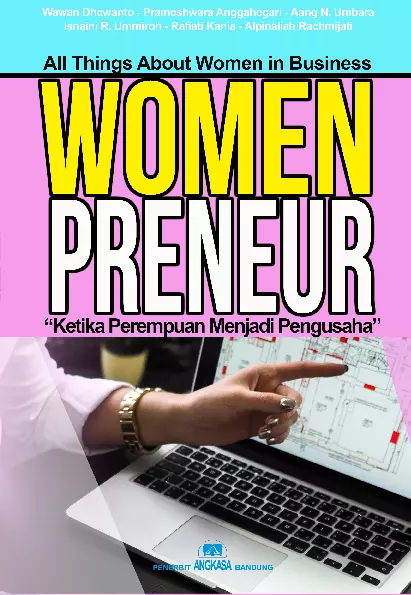 Wawan Dhewanto - Prameshwara Anggahegari - Aang N. Umbara
Isnaini R. Ummiroh - Rafiati Kania - Alpinaliah Rachmijati
All Things About Women in Business
WOMEN
PRENEUR
“Ketika Perempuan Menjadi Pengusaha”
PENERBIT ANGKASA BANDUNG